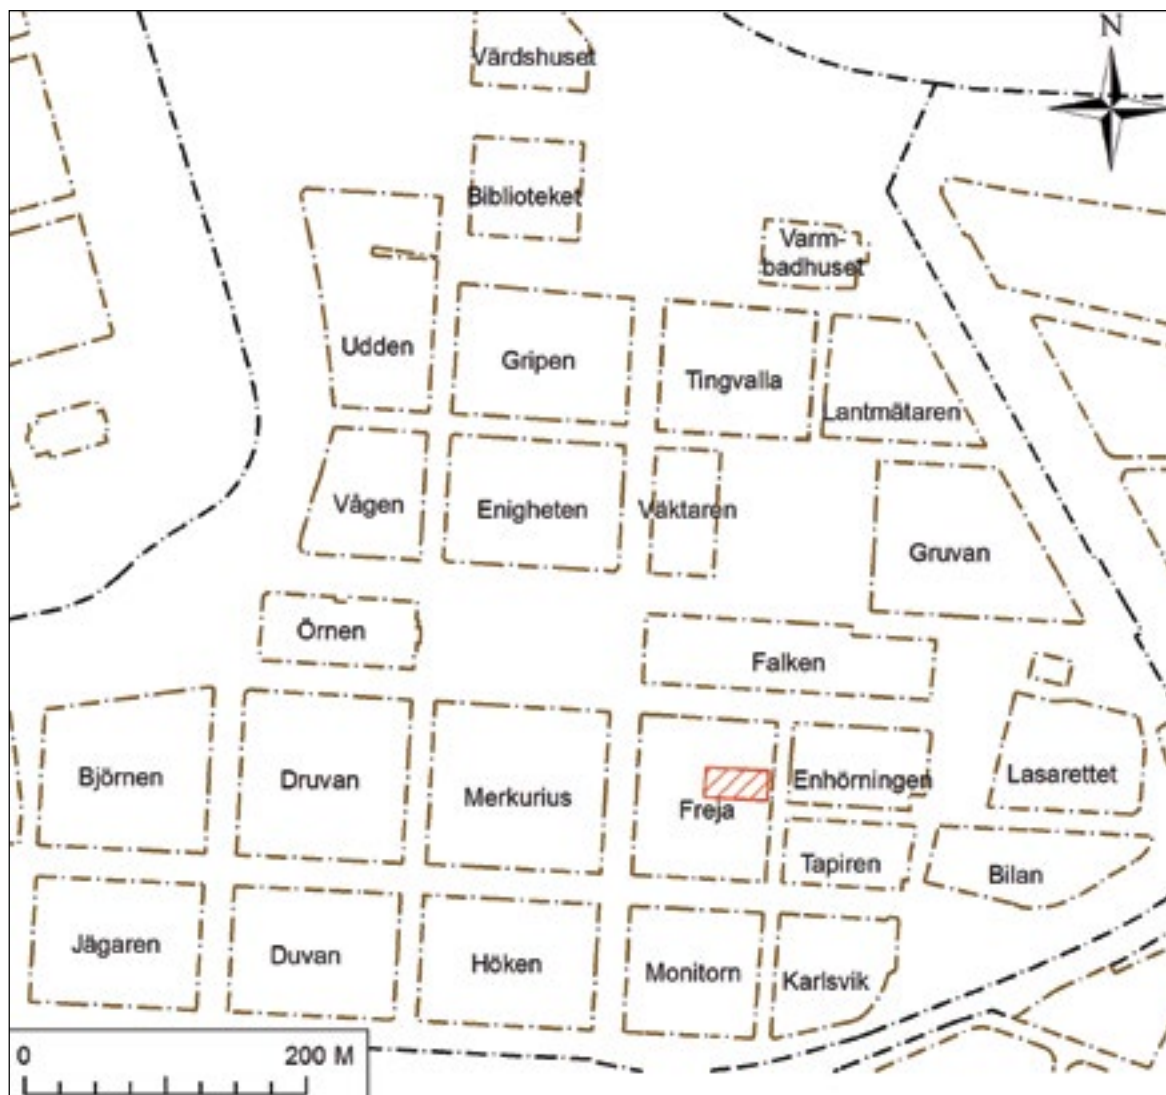 N
Värdshuset
Biblioteket
Varm-
badhuset
Udden
Gripen
Tingvalla
Lantmätaren
Vågen
Enigheten
Väktaren
Gruvan
Örnen
Falken
Björnen
Druvan
Merkurius
Freja
Enhörningen
Lasarettet
Tapiren
Bilan
Jägaren
Duvan
Höken
Monitorn
Karlsvik
0 200 M